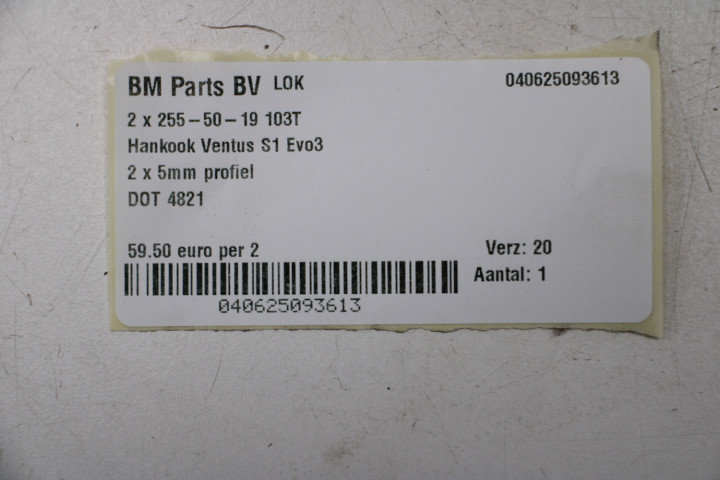 BM Parts BV LOK 040625093613
2 x 255-50-19 103T
Hankook Ventus S1 Evo3
2 x 5mm profiel
DOT 4821
59.50 euro per 2 Verz: 20
Aantal: 1
040625093613